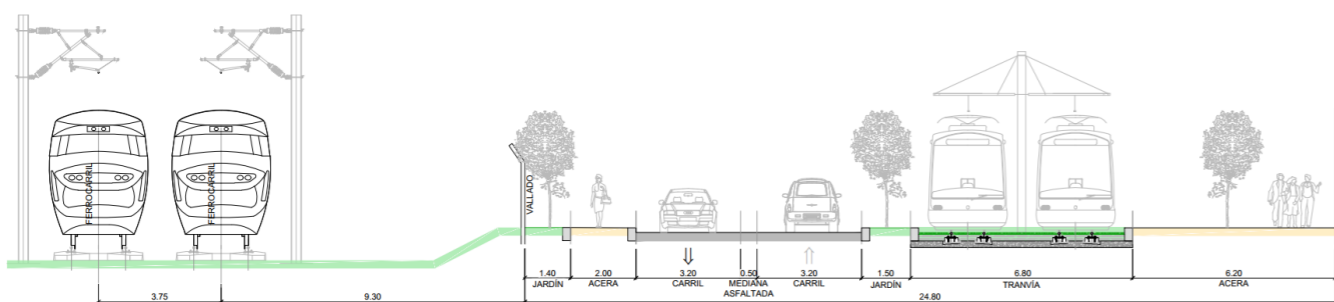 FERROCARRIL
FERROCARRIL
VALLADO
1.40
JARDÍN
2.00
ACERA
3.20
CARRIL
0.50
MEDIANA
ASFALTADA
3.20
CARRIL
1.50
JARDÍN
6.80
TRANVÍA
6.20
ACERA
3.75
9.30
24.80